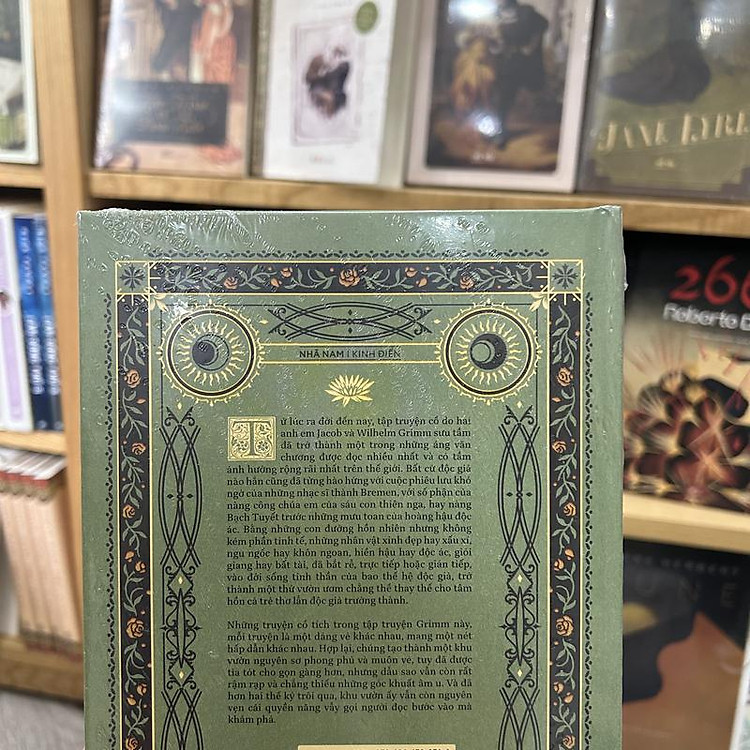 JANE EYRE
266
Roberto
NHÃ NAM | KINH ĐIỂN
Từ lúc ra đời đến nay, tập truyện cổ do hai
anh em Jacob và Wilhelm Grimm sưu tầm
đã trở thành một trong những áng văn
chương được đọc nhiều nhất và có tầm
ảnh hưởng rộng rãi nhất trên thế giới. Bất cứ độc giả
nào hẳn cũng đã từng hào hứng với cuộc phiêu lưu khó
ngờ của những nhạc sĩ thành Bremen, với số phận của
nàng công chúa em của sáu con thiên nga, hay nàng
Bạch Tuyết trước những mưu toan của hoàng hậu độc
ác. Bằng những con đường hồn nhiên nhưng không
kém phần tinh tế, những nhân vật xinh đẹp hay xấu xí,
ngu ngốc hay khôn ngoan, hiền hậu hay độc ác, giỏi
giang hay bất tài, đã bắt rễ, trực tiếp hoặc gián tiếp,
vào đời sống tinh thần của bao thế hệ độc giả, trở
thành một thứ vườn ươm chẳng thể thay thế cho tâm
hồn cả trẻ thơ lẫn độc giả trưởng thành.
Những truyện cổ tích trong tập truyện Grimm này,
mỗi truyện là một dáng vẻ khác nhau, mang một nét
hấp dẫn khác nhau. Hợp lại, chúng tạo thành một khu
vườn nguyên sơ phong phú và muôn vẻ, tuy đã được
tỉa tót cho gọn gàng hơn, nhưng dẫu sao vẫn còn rất
rậm rạp và chẳng thiếu những góc khuất âm u. Và đã
hơn hai thế kỷ trôi qua, khu vườn ấy vẫn còn nguyên
vẹn cái quyền năng vẫy gọi người đọc bước vào mà
khám phá.